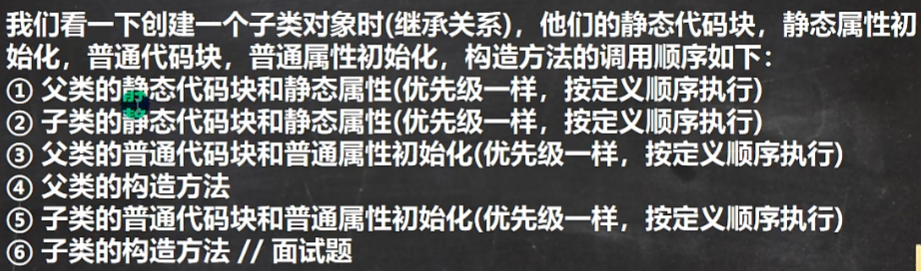 我们看一下创建一个子类对象时(继承关系)，他们的静态代码块，静态属性初
始化，普通代码块，普通属性初始化，构造方法的调用顺序如下：
① 父类的静态代码块和静态属性(优先级一样，按定义顺序执行)
② 子类的静态代码块和静态属性(优先级一样，按定义顺序执行)
③ 父类的普通代码块和普通属性初始化(优先级一样，按定义顺序执行)
④ 父类的构造方法
⑤ 子类的普通代码块和普通属性初始化(优先级一样，按定义顺序执行)
⑥ 子类的构造方法 // 面试题